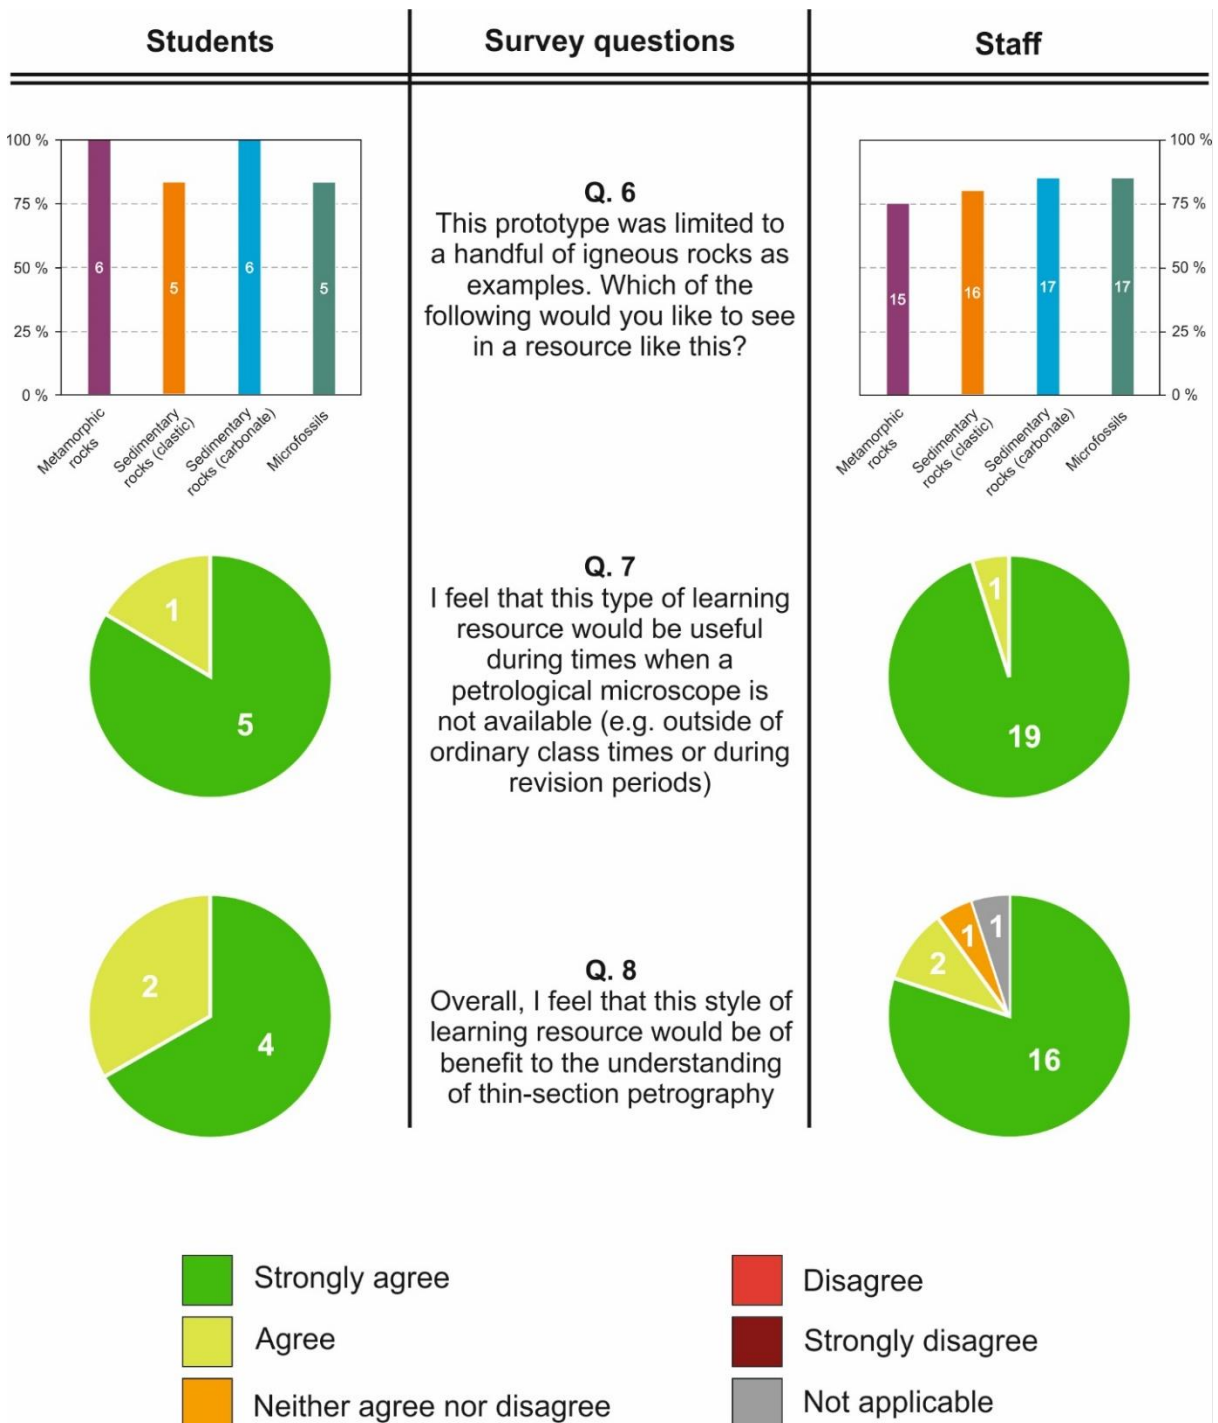 Students
Survey questions
Staff
100 %
75 %
50 %
25 %
0 %
6
5
6
5
Metamorphic
rocks
Sedimentary
rocks (clastic)
Sedimentary
rocks (carbonate)
Microfossils
Q. 6
This prototype was limited to
a handful of igneous rocks as
examples. Which of the
following would you like to see
in a resource like this?
100 %
75 %
50 %
25 %
0 %
15
16
17
17
Metamorphic
rocks
Sedimentary
rocks (clastic)
Sedimentary
rocks (carbonate)
Microfossils
1
5
Q. 7
I feel that this type of learning
resource would be useful
during times when a
petrological microscope is
not available (e.g. outside of
ordinary class times or during
revision periods)
1
19
2
4
Q. 8
Overall, I feel that this style of
learning resource would be of
benefit to the understanding
of thin-section petrography
2
1
1
16
Strongly agree
Agree
Neither agree nor disagree
Disagree
Strongly disagree
Not applicable